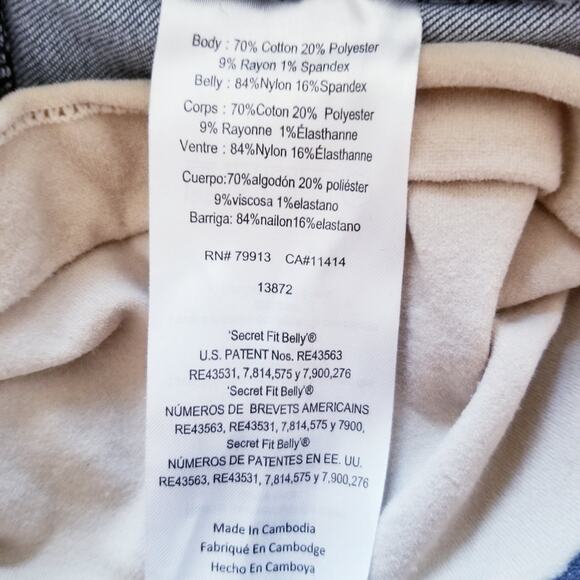 Body : 70% Cotton 20% Polyester
9% Rayon 1% Spandex
Belly : 84%Nylon 16%Spandex
Corps : 70%Coton 20% Polyester
9% Rayonne 1%Élasthanne
Ventre : 84%Nylon 16%Élasthanne
Cuerpo:70%algodón 20% poliéster
9%viscosa 1%elastano
Barriga: 84%nailon16%elastano
RN# 79913 CA#11414
13872
'Secret Fit Belly'®
U.S. PATENT Nos. RE43563
RE43531, 7,814,575 y 7,900,276
'Secret Fit Belly'®
NÚMEROS DE BREVETS AMERICAINS
RE43563, RE43531, 7,814,575 y 7900,
Secret Fit Belly'®
NÚMEROS DE PATENTES EN EE. UU.
RE43563, RE43531, 7,814,575 y 7,900,276
Made In Cambodia
Fabriqué En Cambodge
Hecho En Camboya